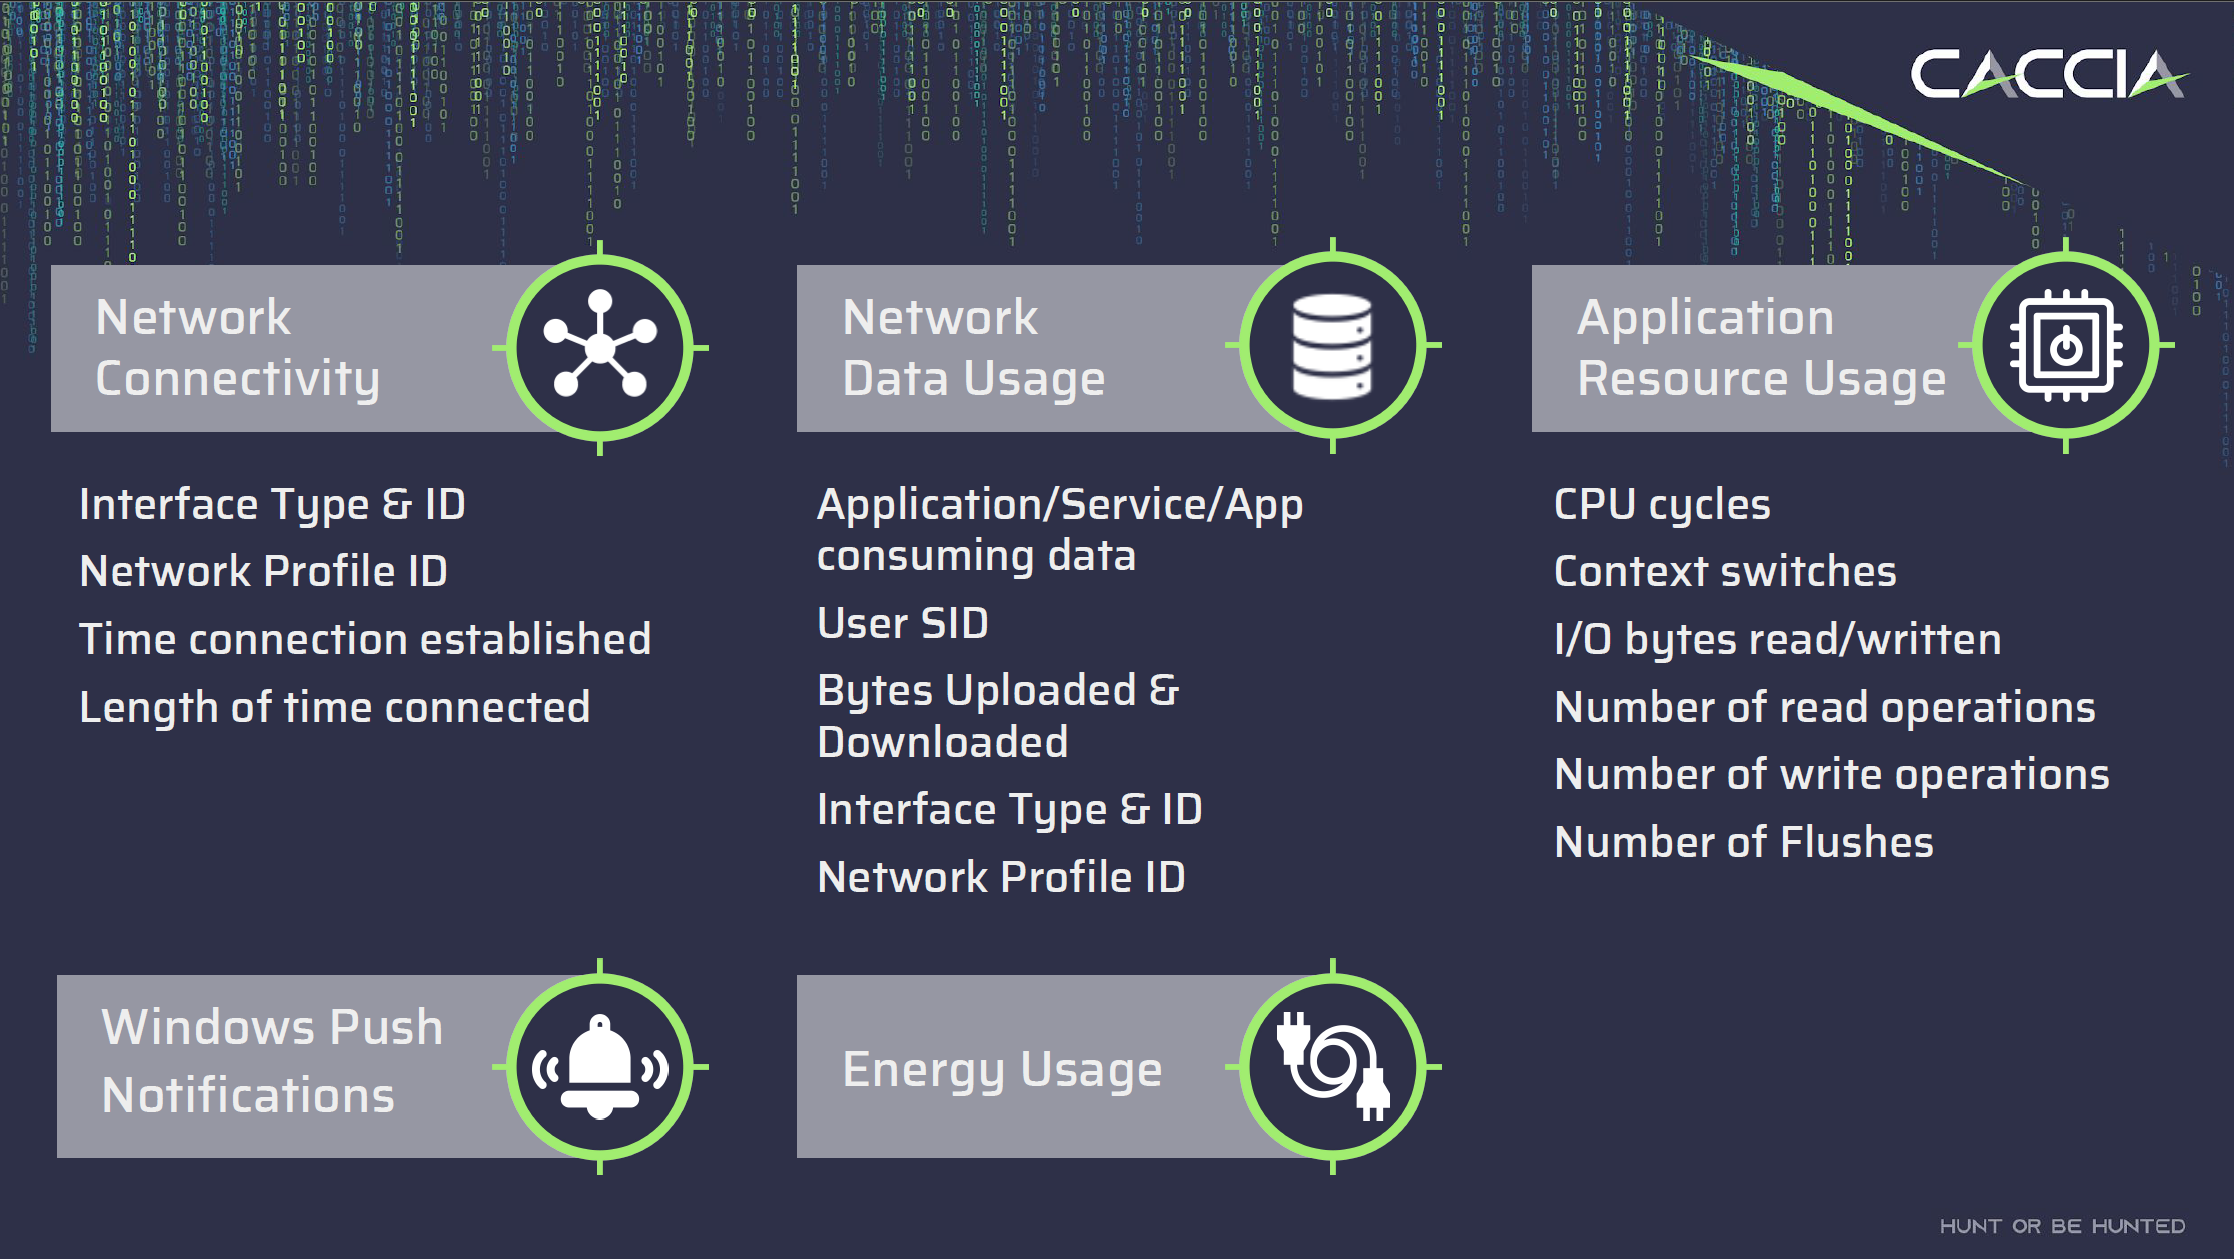 CACCIA
Network
Connectivity
Interface Type & ID
Network Profile ID
Time connection established
Length of time connected
Network
Data Usage
Application/Service/App
consuming data
User SID
Bytes Uploaded &
Downloaded
Interface Type & ID
Network Profile ID
Application
Resource Usage
CPU cycles
Context switches
I/O bytes read/written
Number of read operations
Number of write operations
Number of Flushes
Windows Push
Notifications
Energy Usage
HUNT OR BE HUNTED